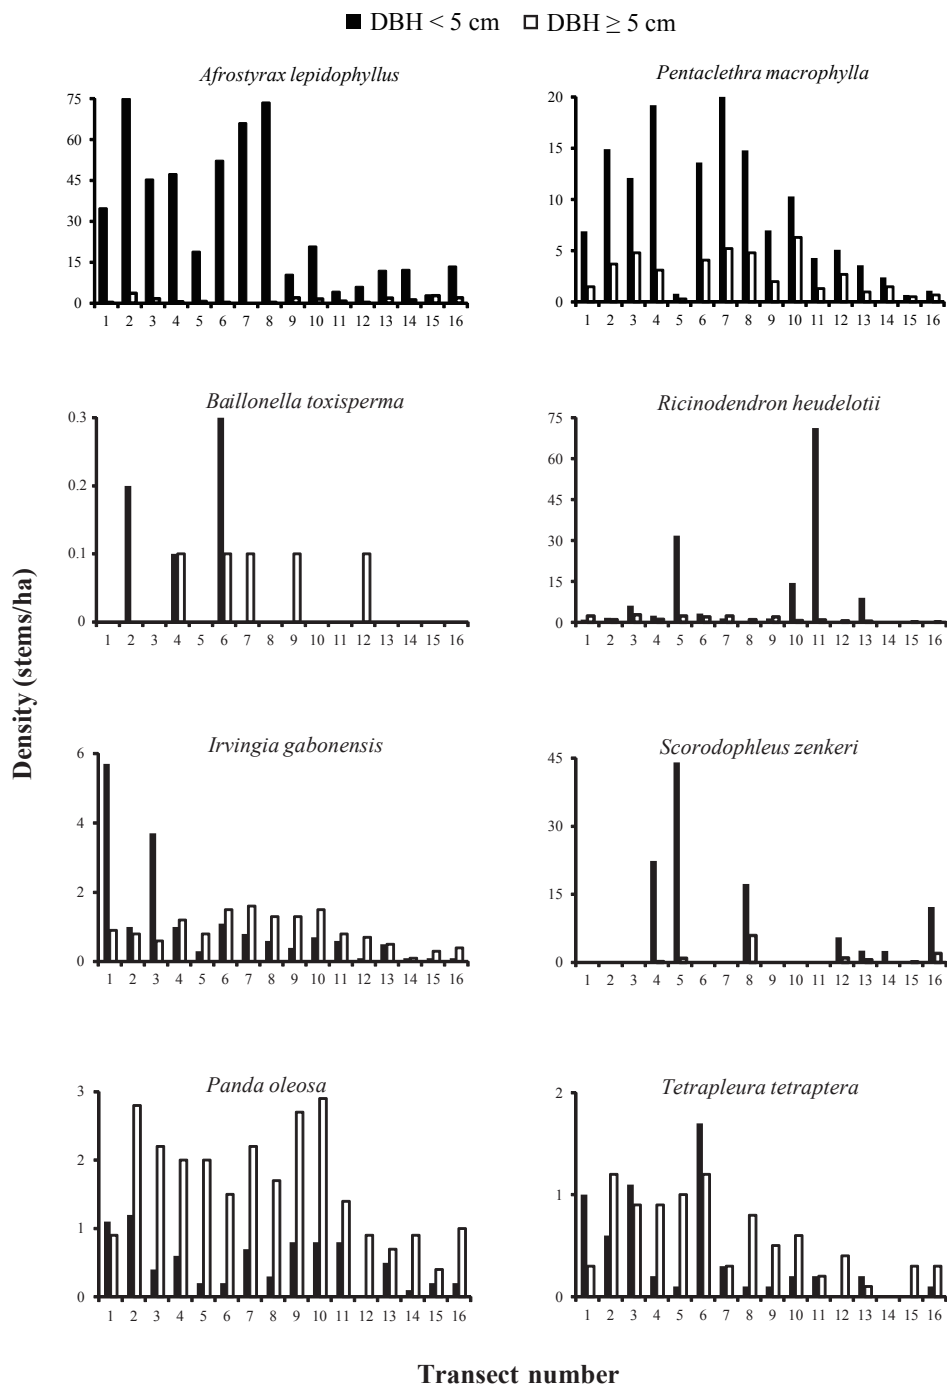 ■ DBH < 5 cm □ DBH ≥ 5 cm
Afrostyrax lepidophyllus
75
60
45
30
15
0
1 2 3 4 5 6 7 8 9 10 11 12 13 14 15 16
Pentaclethra macrophylla
20
15
10
5
0
1 2 3 4 5 6 7 8 9 10 11 12 13 14 15 16
Baillonella toxisperma
0.3
0.2
0.1
0
1 2 3 4 5 6 7 8 9 10 11 12 13 14 15 16
Ricinodendron heudelotii
75
60
45
30
15
0
1 2 3 4 5 6 7 8 9 10 11 12 13 14 15 16
Density (stems/ha)
Irvingia gabonensis
6
4
2
0
1 2 3 4 5 6 7 8 9 10 11 12 13 14 15 16
Scorodophleus zenkeri
45
30
15
0
1 2 3 4 5 6 7 8 9 10 11 12 13 14 15 16
Panda oleosa
3
2
1
0
1 2 3 4 5 6 7 8 9 10 11 12 13 14 15 16
Tetrapleura tetraptera
2
1
0
1 2 3 4 5 6 7 8 9 10 11 12 13 14 15 16
Transect number